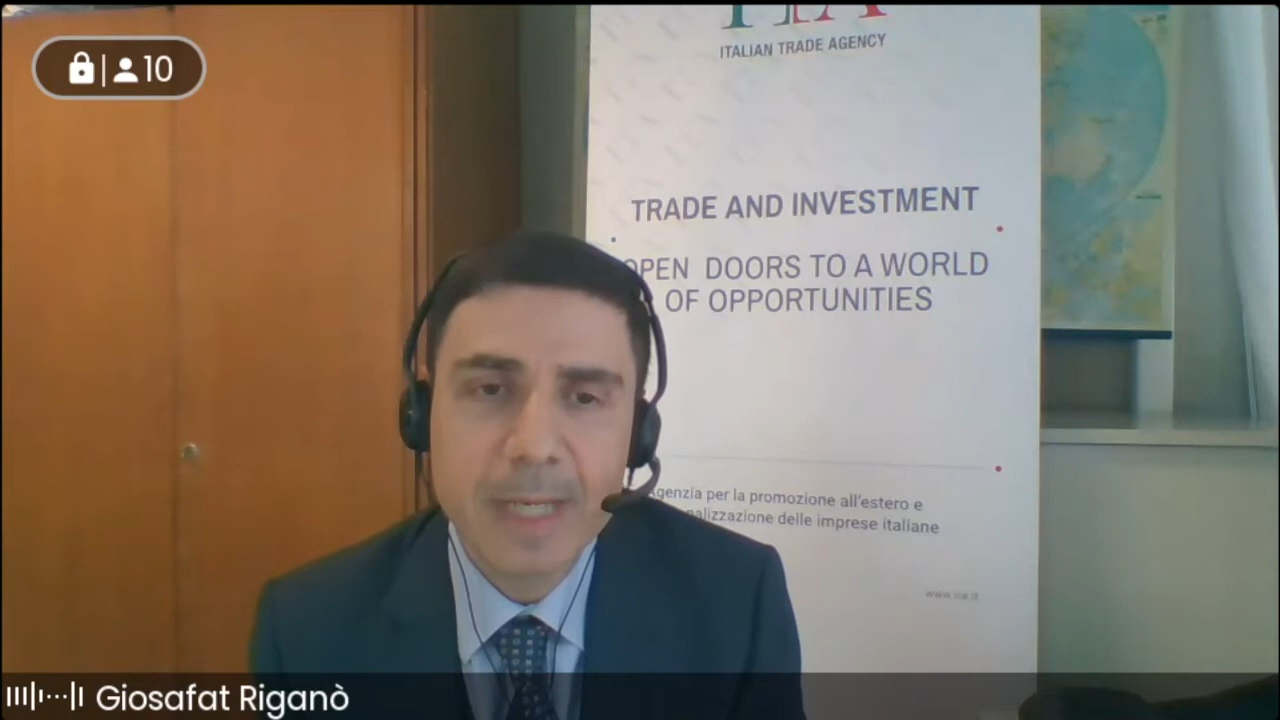 10
ITALIAN TRADE AGENCY
TRADE AND INVESTMENT
OPEN DOORS TO A WORLD
OF OPPORTUNITIES
Agenzia per la promozione all'estero e
nalizzazione delle imprese italiane
www.ice.it
Giosafat Riganò